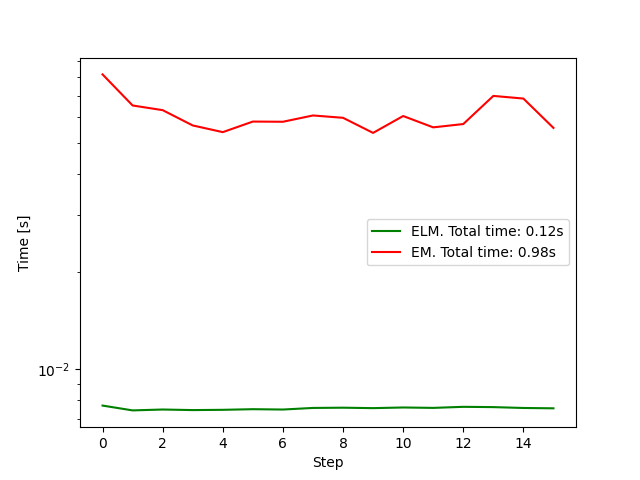 Time [s]
10⁻²
0 2 4 6 8 10 12 14
Step
ELM. Total time: 0.12s
EM. Total time: 0.98s